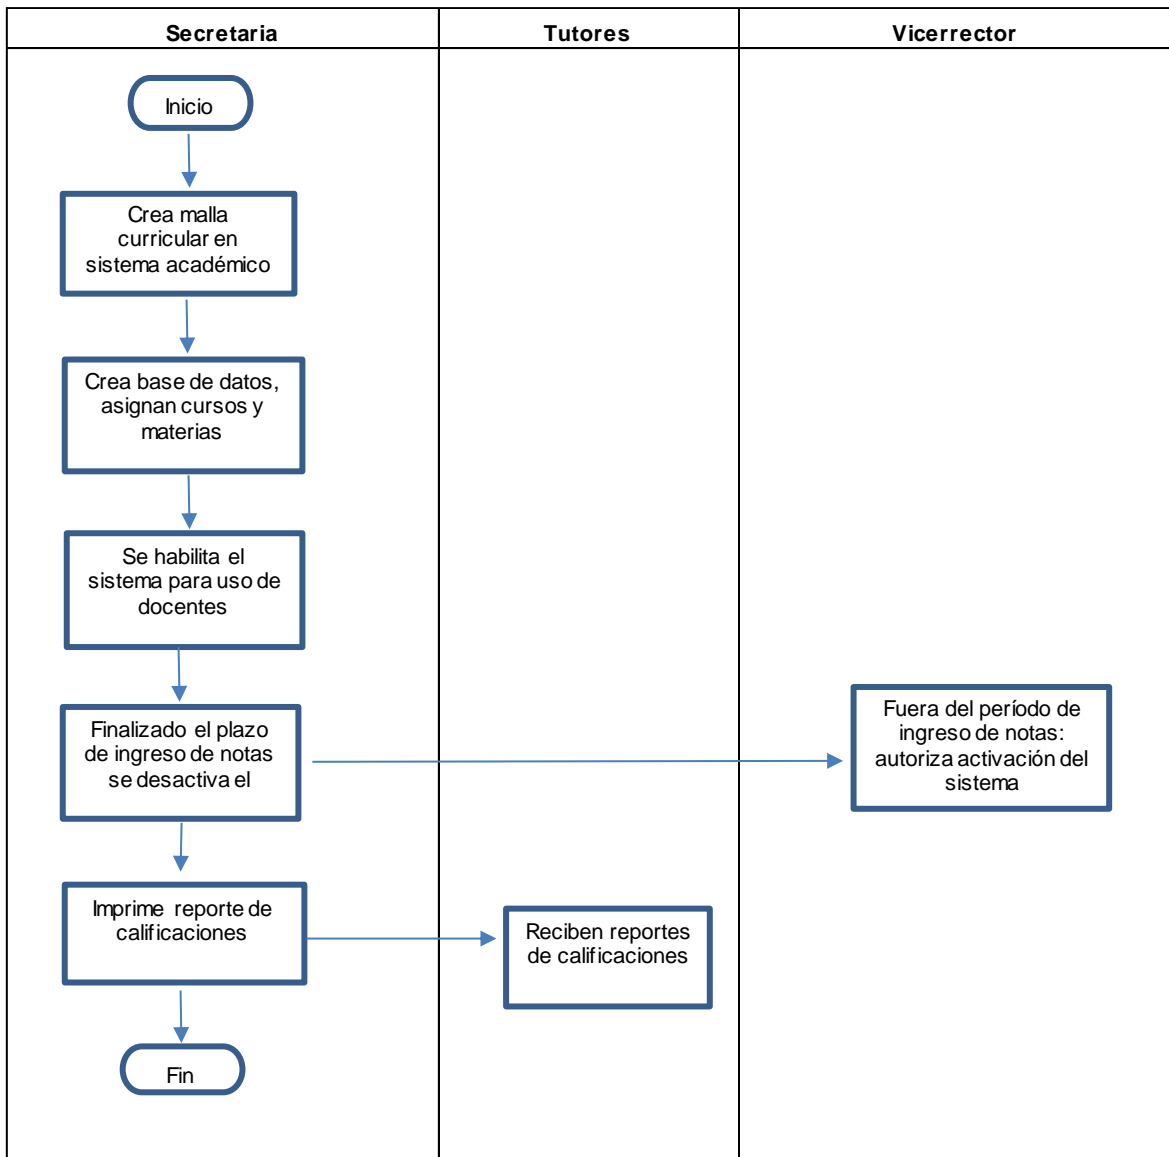 Secretaria
Tutores
Vicerrector
Inicio
Crea malla
curricular en
sistema académico
Crea base de datos,
asignan cursos y
materias
Se habilita el
sistema para uso de
docentes
Finalizado el plazo
de ingreso de notas
se desactiva el
Fuera del período de
ingreso de notas:
autoriza activación del
sistema
Imprime reporte de
calificaciones
Reciben reportes
de calificaciones
Fin